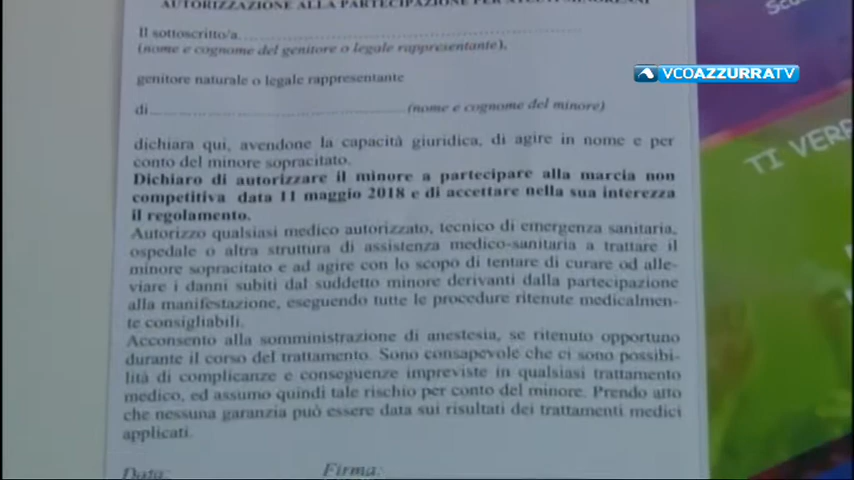 AUTORIZZAZIONE ALLA PARTECIPAZIONE PER MINORENNI
Il sottoscritto/a
(nome e cognome del genitore o legale rappresentante),
VCOAZZURRATV
genitore naturale o legale rappresentante
di (nome e cognome del minore)
TI VERR
dichiara qui, avendone la capacità giuridica, di agire in nome e per
conto del minore sopracitato.
Dichiaro di autorizzare il minore a partecipare alla marcia non
competitiva data 11 maggio 2018 e di accettare nella sua interezza
il regolamento.
Autorizzo qualsiasi medico autorizzato, tecnico di emergenza sanitaria,
ospedale o altra struttura di assistenza medico-sanitaria a trattare il
minore sopracitato e ad agire con lo scopo di tentare di curare od alle-
viare i danni subiti dal suddetto minore derivanti dalla partecipazione
alla manifestazione, eseguendo tutte le procedure ritenute medicalmen-
te consigliabili.
Acconsento alla somministrazione di anestesia, se ritenuto opportuno
durante il corso del trattamento. Sono consapevole che ci sono possibi-
lità di complicanze e conseguenze impreviste in qualsiasi trattamento
medico, ed assumo quindi tale rischio per conto del minore. Prendo atto
che nessuna garanzia può essere data sui risultati dei trattamenti medici
applicati.
Data: Firma: